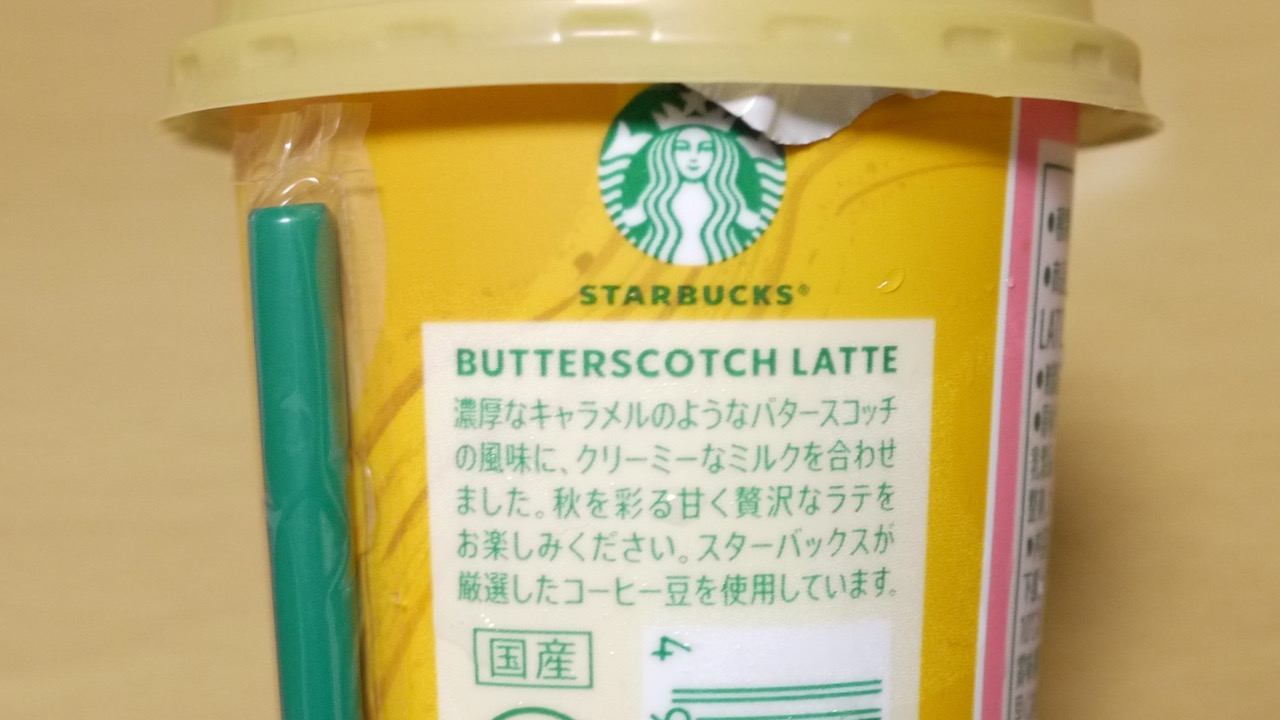 STARBUCKS®
BUTTERSCOTCH LATTE
濃厚なキャラメルのようなバタースコッチ
の風味に、クリーミーなミルクを合わせ
ました。秋を彩る甘く贅沢なラテを
お楽しみください。スターバックスが
厳選したコーヒー豆を使用しています。
国産
4